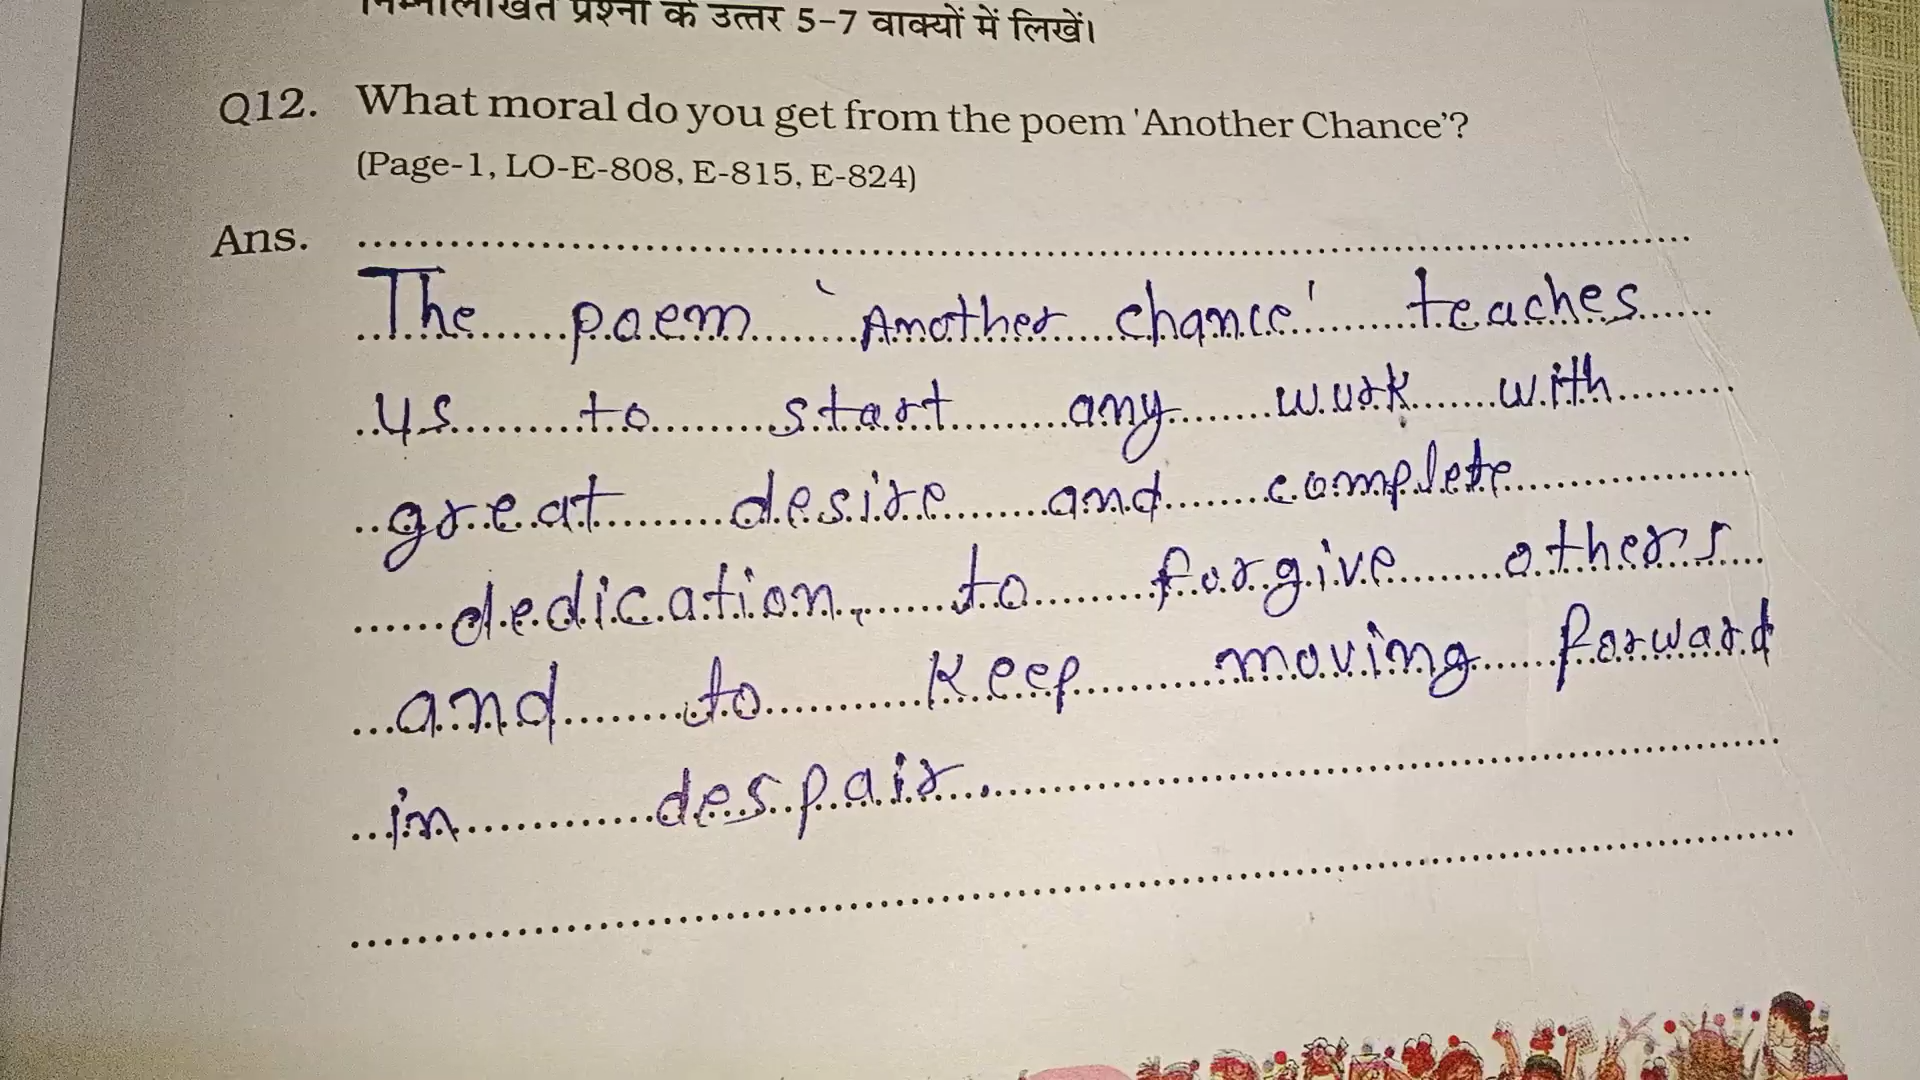 निम्नलिखित प्रश्नों के उत्तर 5-7 वाक्यों में लिखें।
Q12. What moral do you get from the poem 'Another Chance'?
(Page-1, LO-E-808, E-815, E-824)
Ans.
The poem 'Another chance' teaches
us to start any work with
great desire and complete
dedication, to forgive others
and to keep moving forward
in despair.